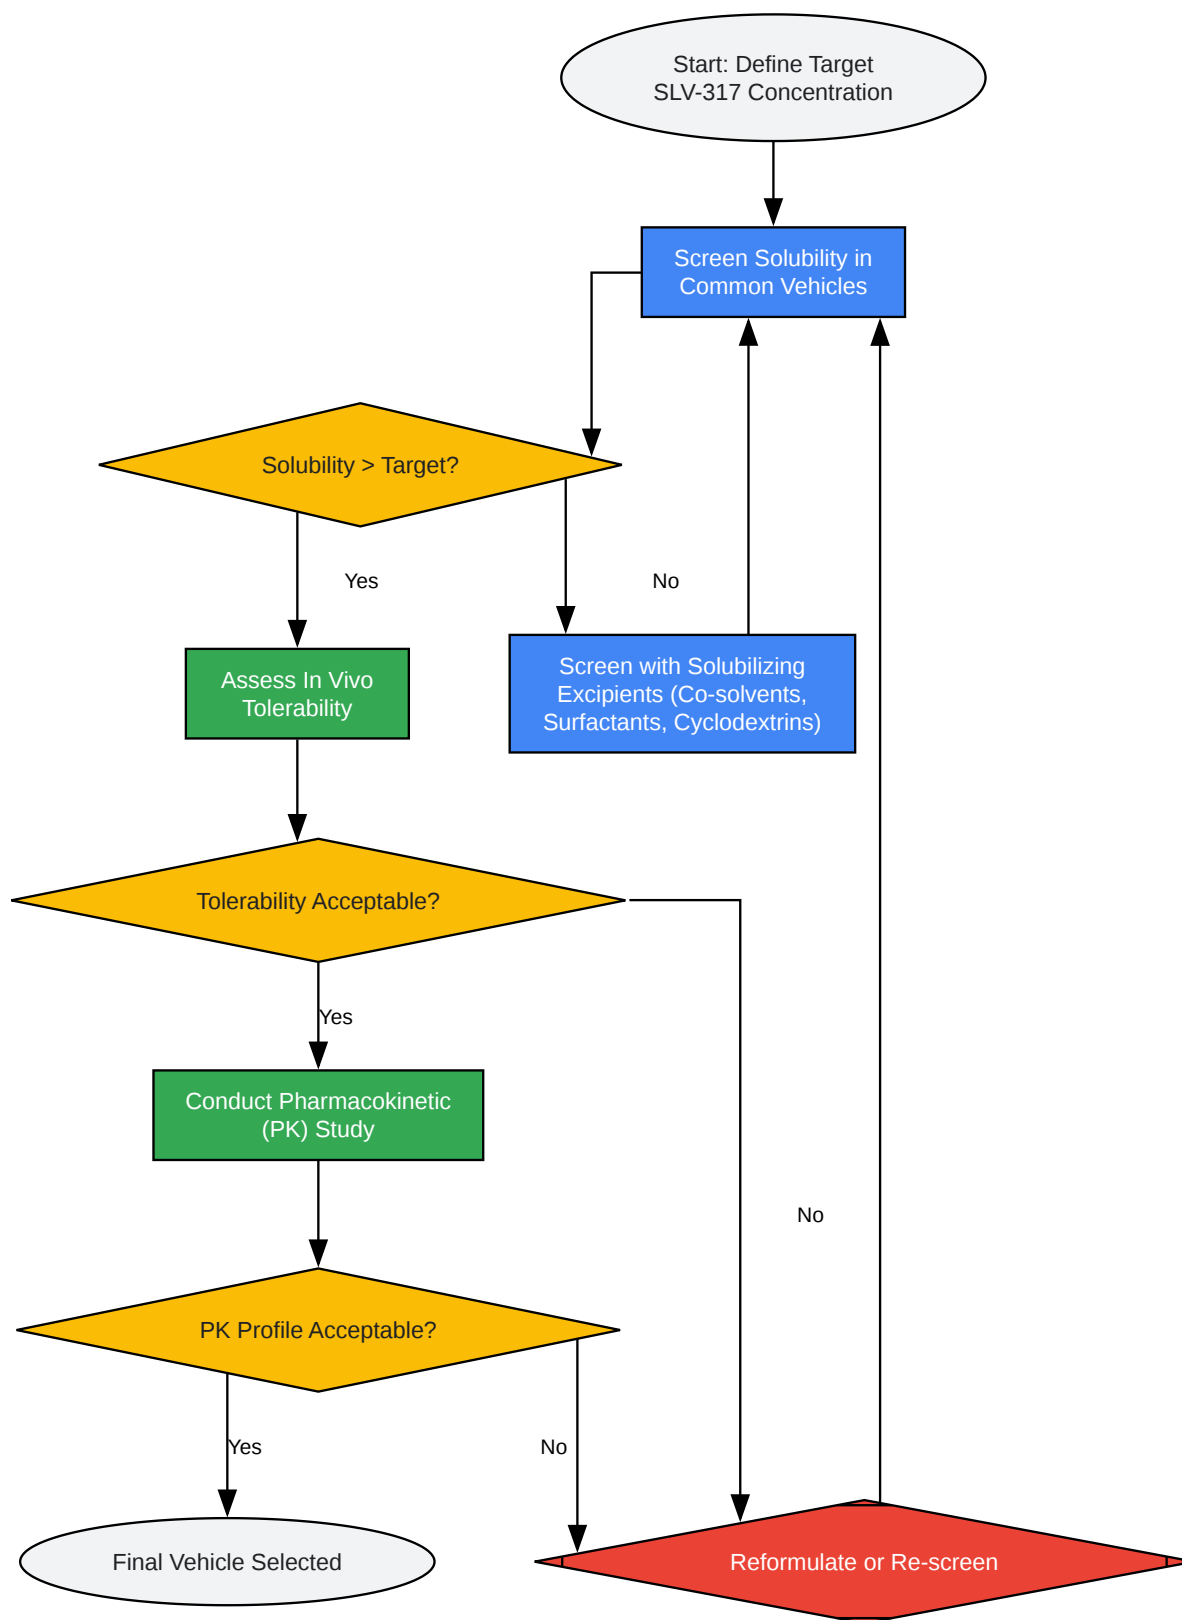 Start: Define Target
SLV-317 Concentration
Screen Solubility in
Common Vehicles
Solubility > Target?
Yes
No
Assess In Vivo
Tolerability
Screen with Solubilizing
Excipients (Co-solvents,
Surfactants, Cyclodextrins)
Tolerability Acceptable?
Yes
Conduct Pharmacokinetic
(PK) Study
No
PK Profile Acceptable?
Yes
No
Final Vehicle Selected
Reformulate or Re-screen